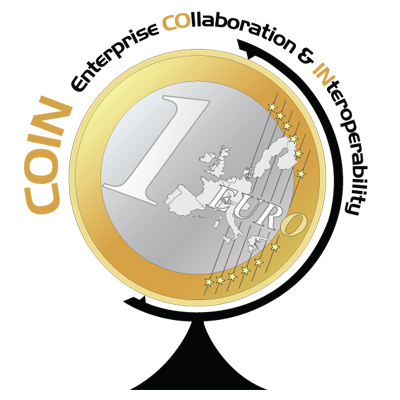 COIN
Enterprise COllaboration & INteroperability
1
EURO